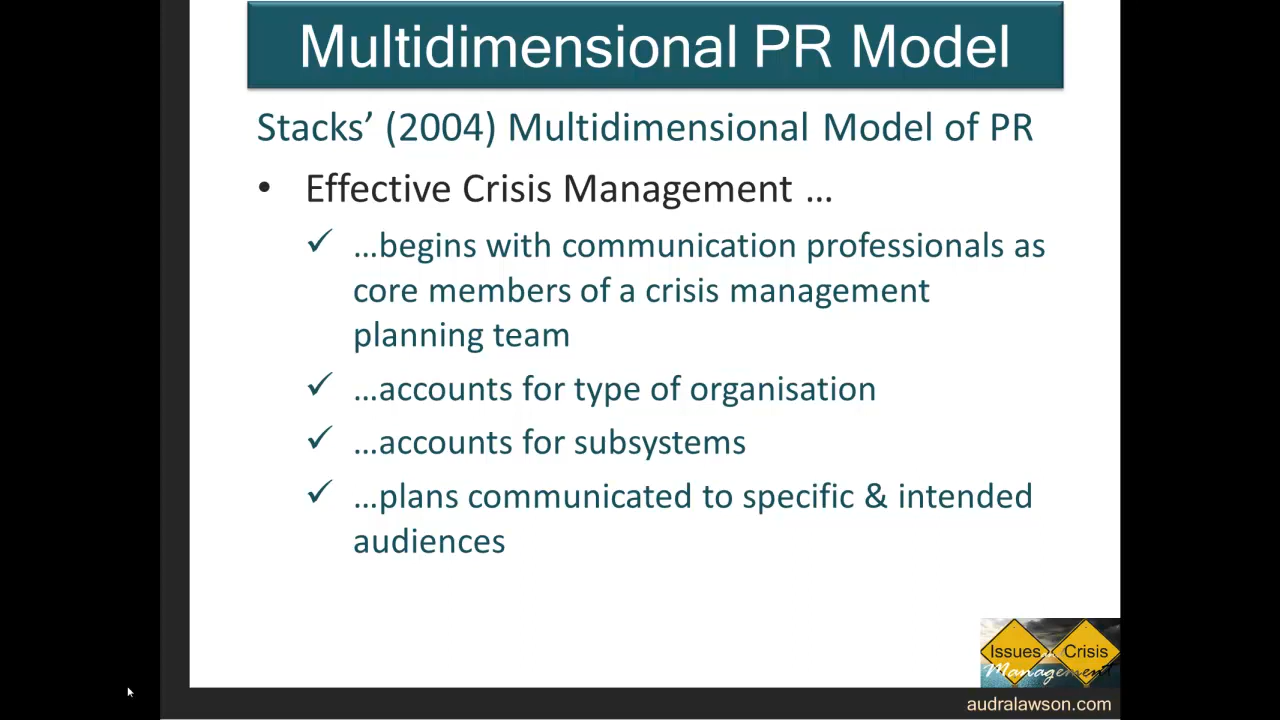 Multidimensional PR Model
Stacks’ (2004) Multidimensional Model of PR
• Effective Crisis Management …
✓ …begins with communication professionals as
core members of a crisis management
planning team
✓ …accounts for type of organisation
✓ …accounts for subsystems
✓ …plans communicated to specific & intended
audiences
Issues Crisis
Management
audralawson.com